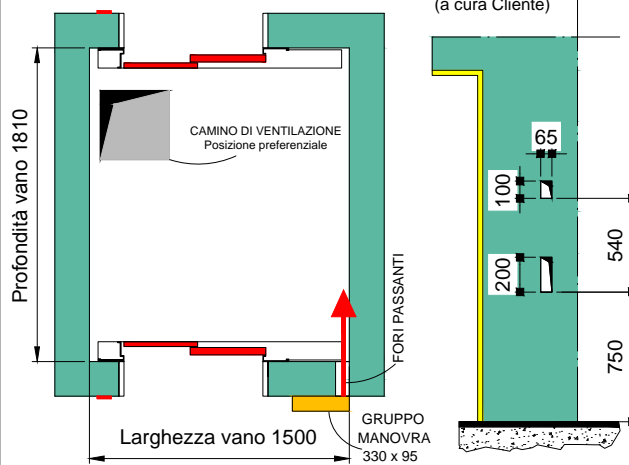 (a cura Cliente)
Profondità vano 1810
CAMINO DI VENTILAZIONE
Posizione preferenziale
FORI PASSANTI
Larghezza vano 1500
GRUPPO
MANOVRA
330 x 95
65
100
200
540
750